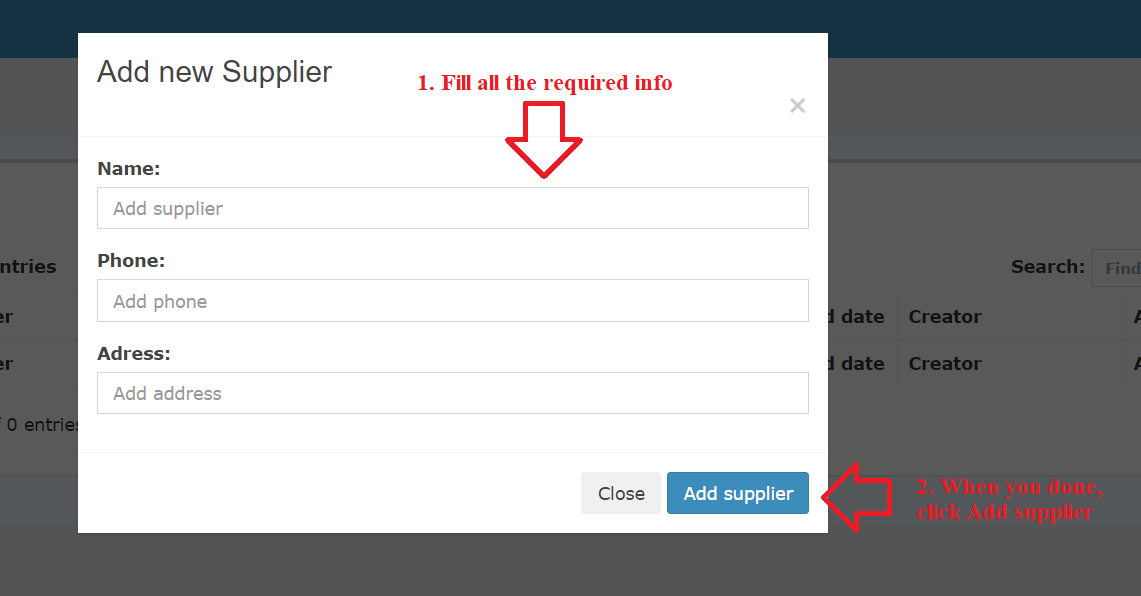 Add new Supplier
1. Fill all the required info
×
Name:
Add supplier
Phone:
Add phone
Adress:
Add address
Close
Add supplier
2. When you done,
click Add supplier
ntries
Search:
Find
er
d date
Creator
A
er
d date
Creator
A
f 0 entries